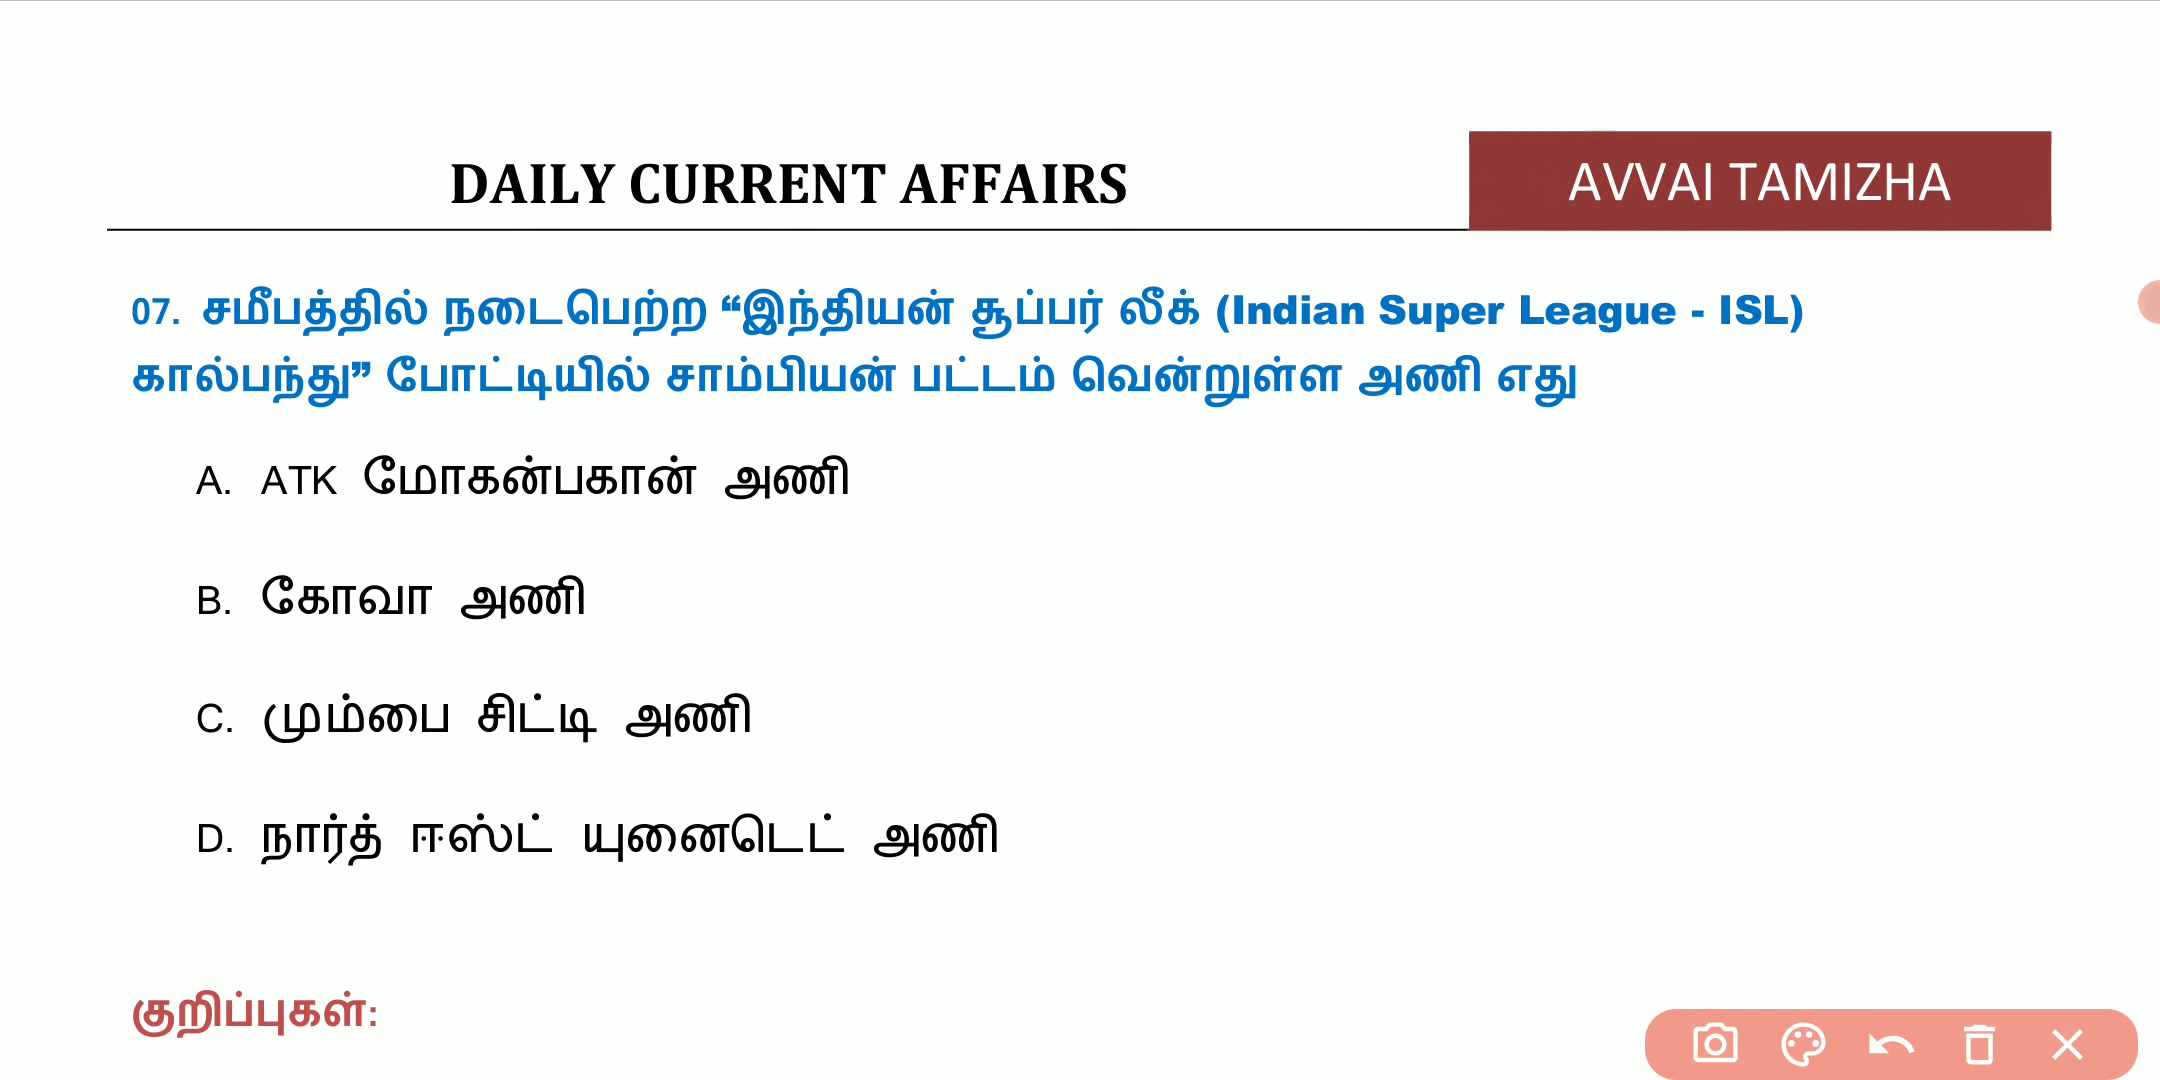 DAILY CURRENT AFFAIRS
AVVAI TAMIZHA
07. சமீபத்தில் நடைபெற்ற “இந்தியன் சூப்பர் லீக் (Indian Super League - ISL)
கால்பந்து” போட்டியில் சாம்பியன் பட்டம் வென்றுள்ள அணி எது
A. ATK மோகன்பகான் அணி
B. கோவா அணி
C. மும்பை சிட்டி அணி
D. நார்த் ஈஸ்ட் யுனைடெட் அணி
குறிப்புகள்: